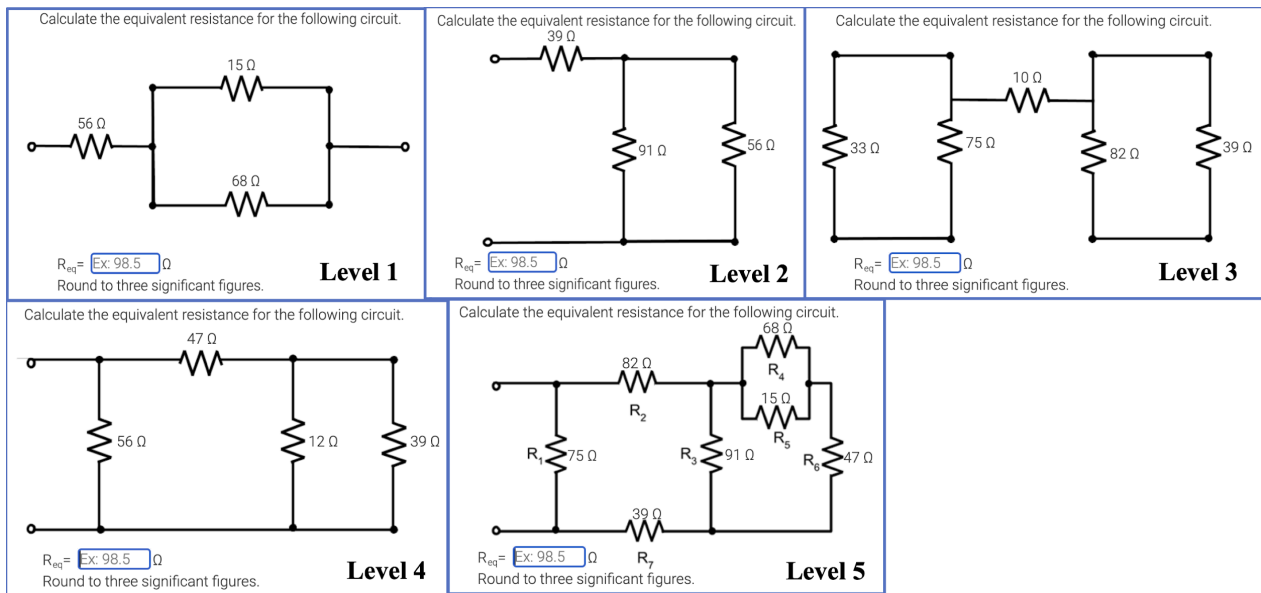 Calculate the equivalent resistance for the following circuit.
15 Ω
56 Ω
68 Ω
Req= Ex: 98.5 Ω
Round to three significant figures.
Level 1
Calculate the equivalent resistance for the following circuit.
39 Ω
91 Ω
56 Ω
Req= Ex: 98.5 Ω
Round to three significant figures.
Level 2
Calculate the equivalent resistance for the following circuit.
10 Ω
33 Ω
75 Ω
82 Ω
39 Ω
Req= Ex: 98.5 Ω
Round to three significant figures.
Level 3
Calculate the equivalent resistance for the following circuit.
47 Ω
56 Ω
12 Ω
39 Ω
Req= Ex: 98.5 Ω
Round to three significant figures.
Level 4
Calculate the equivalent resistance for the following circuit.
68 Ω
R4
82 Ω
R2
15 Ω
R5
R1 75 Ω
R3 91 Ω
R6 47 Ω
39 Ω
R7
Req= Ex: 98.5 Ω
Round to three significant figures.
Level 5